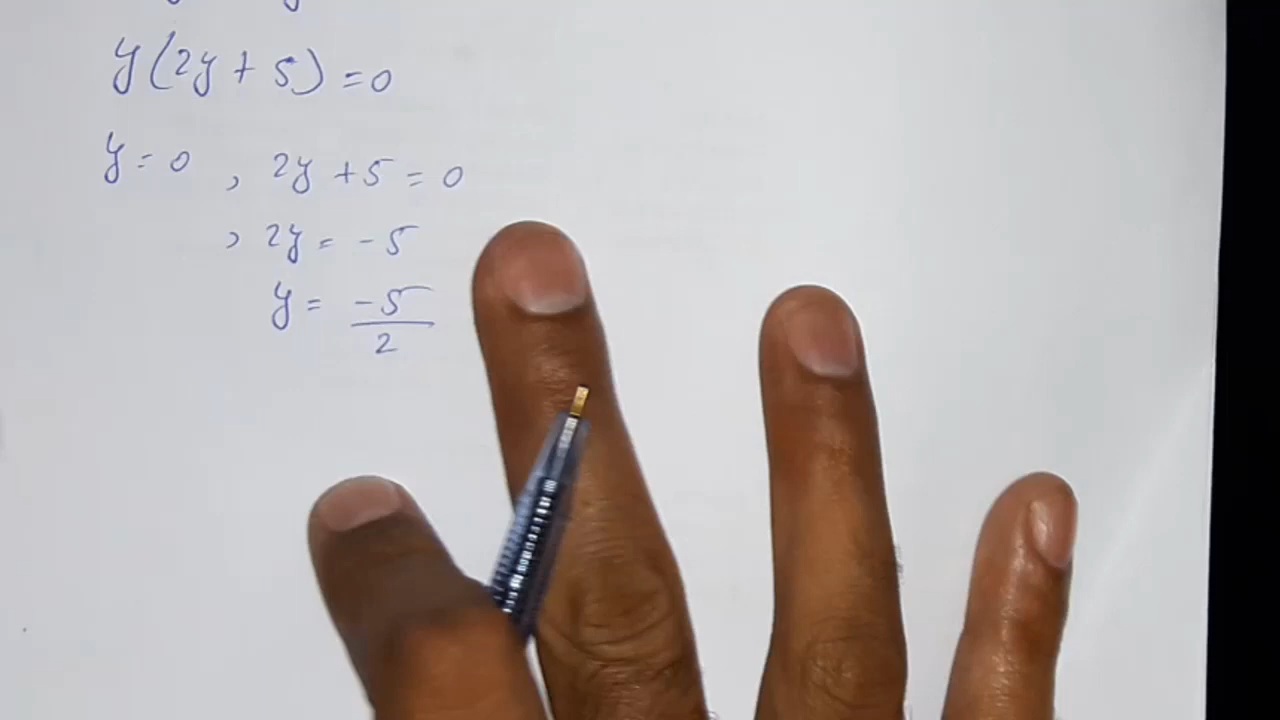 y(2y + 5) = 0
y = 0 , 2y + 5 = 0
, 2y = -5
y = -5/2